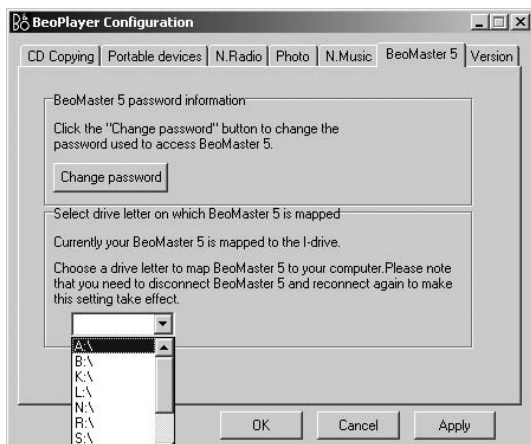 BeoPlayer Configuration
CD Copying Portable devices N.Radio Photo N.Music BeoMaster 5 Version
BeoMaster 5 password information
Click the "Change password" button to change the
password used to access BeoMaster 5.
Change password
Select drive letter on which BeoMaster 5 is mapped
Currently your BeoMaster 5 is mapped to the I-drive.
Choose a drive letter to map BeoMaster 5 to your computer.Please note
that you need to disconnect BeoMaster 5 and reconnect again to make
this setting take effect.
A:\
B:\
K:\
L:\
N:\
R:\
S:\
OK Cancel Apply